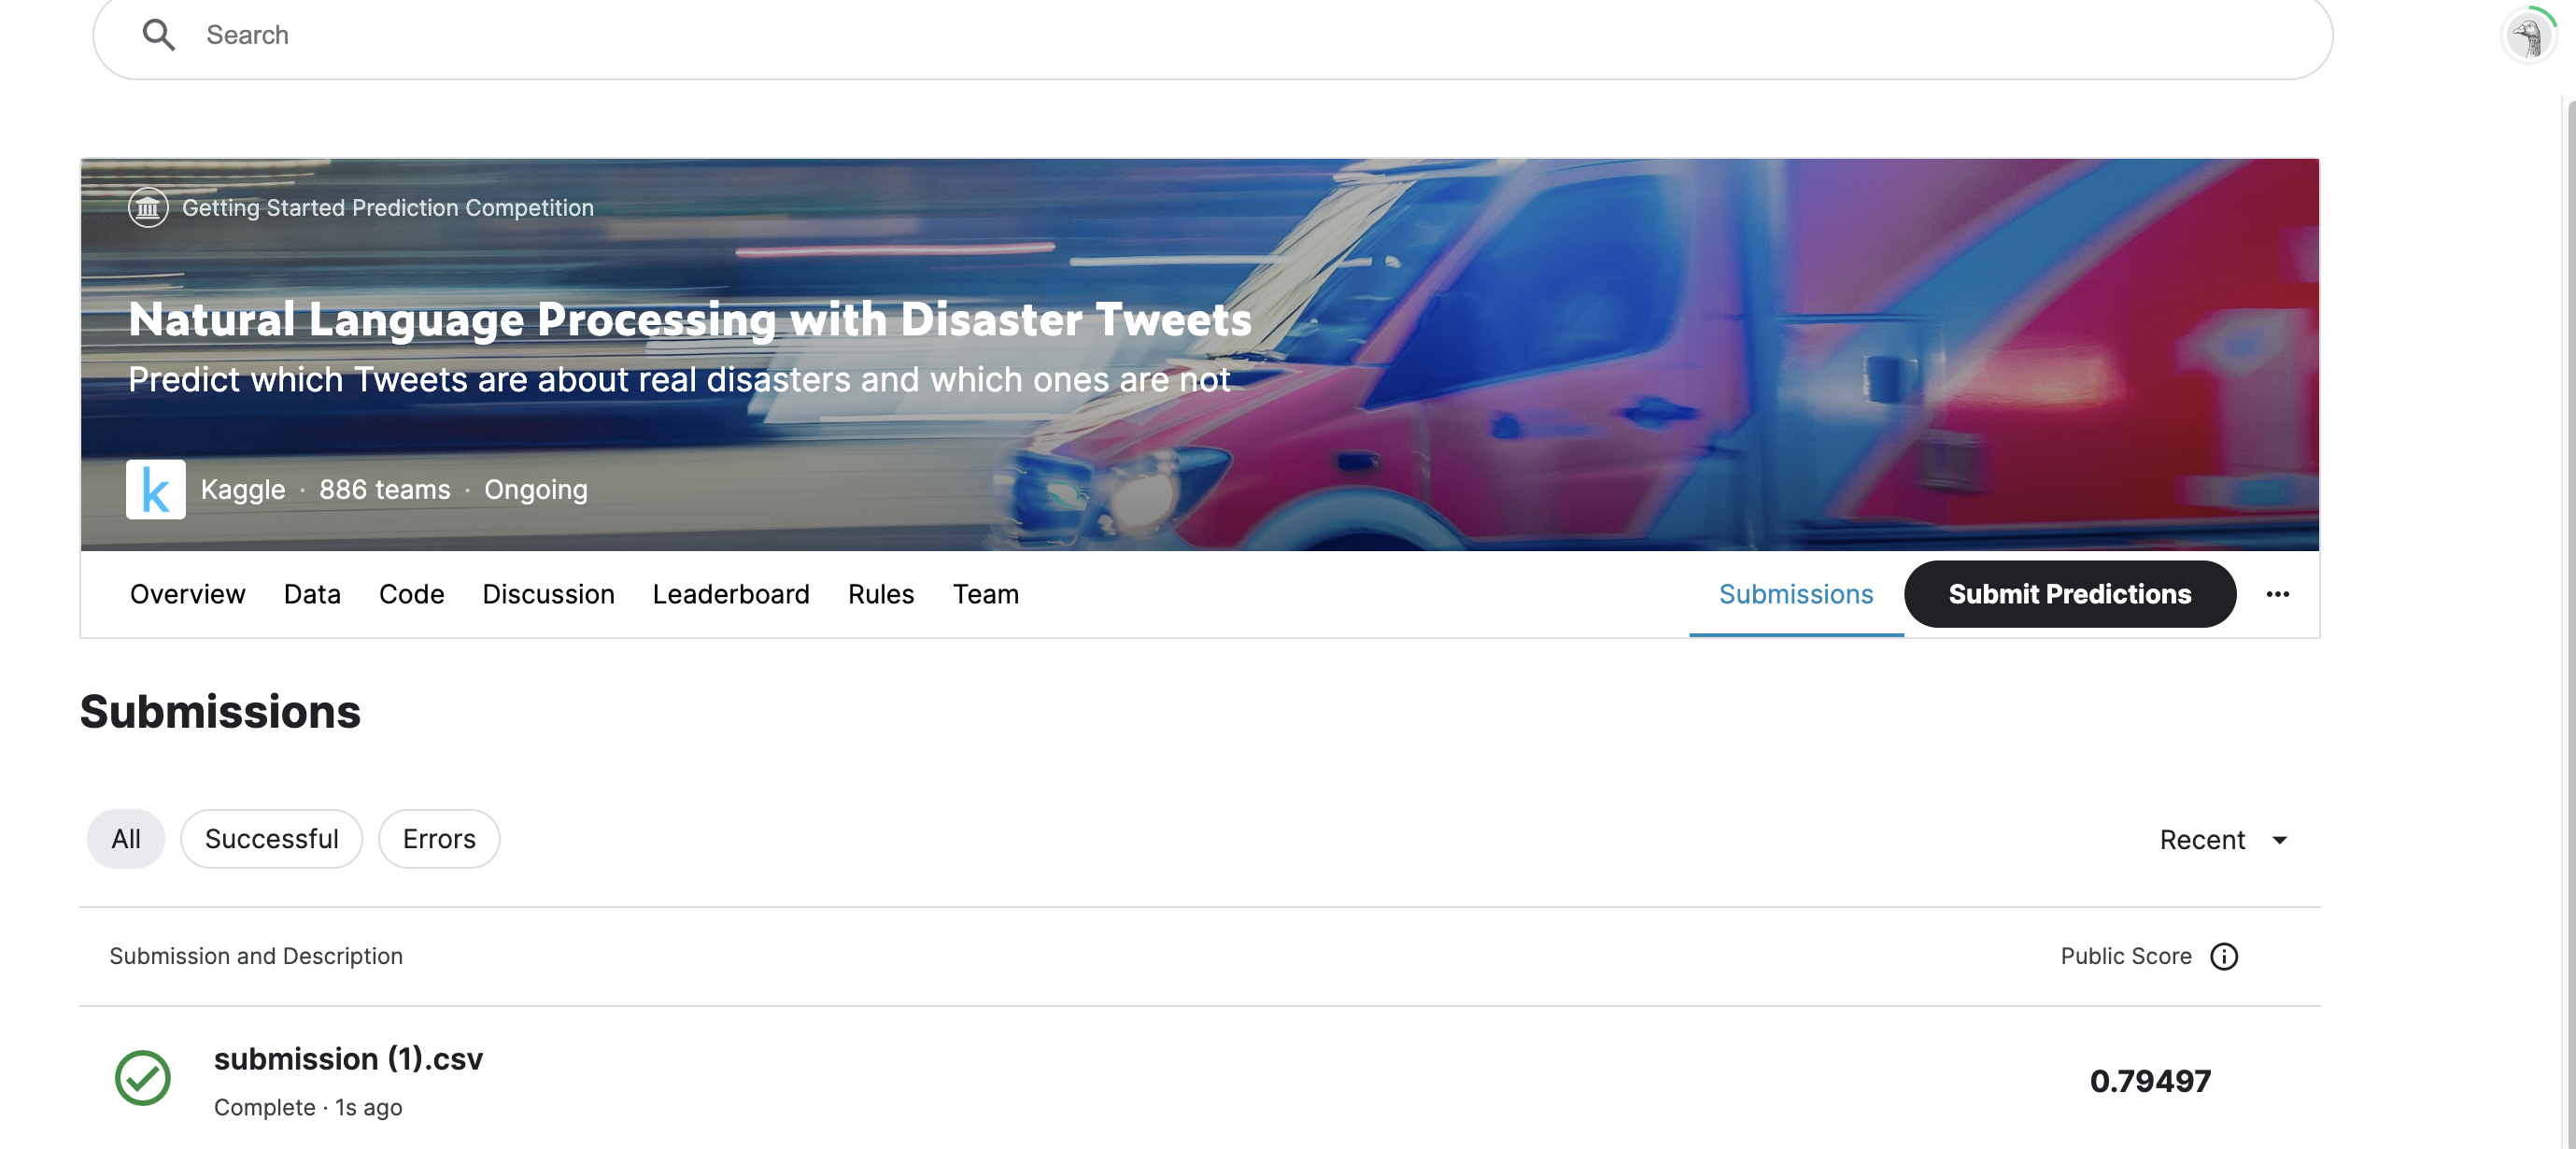 Search
Getting Started Prediction Competition
Natural Language Processing with Disaster Tweets
Predict which Tweets are about real disasters and which ones are not
k Kaggle · 886 teams · Ongoing
Overview Data Code Discussion Leaderboard Rules Team Submissions Submit Predictions
Submissions
All Successful Errors Recent
Submission and Description Public Score
submission (1).csv
0.79497
Complete · 1s ago